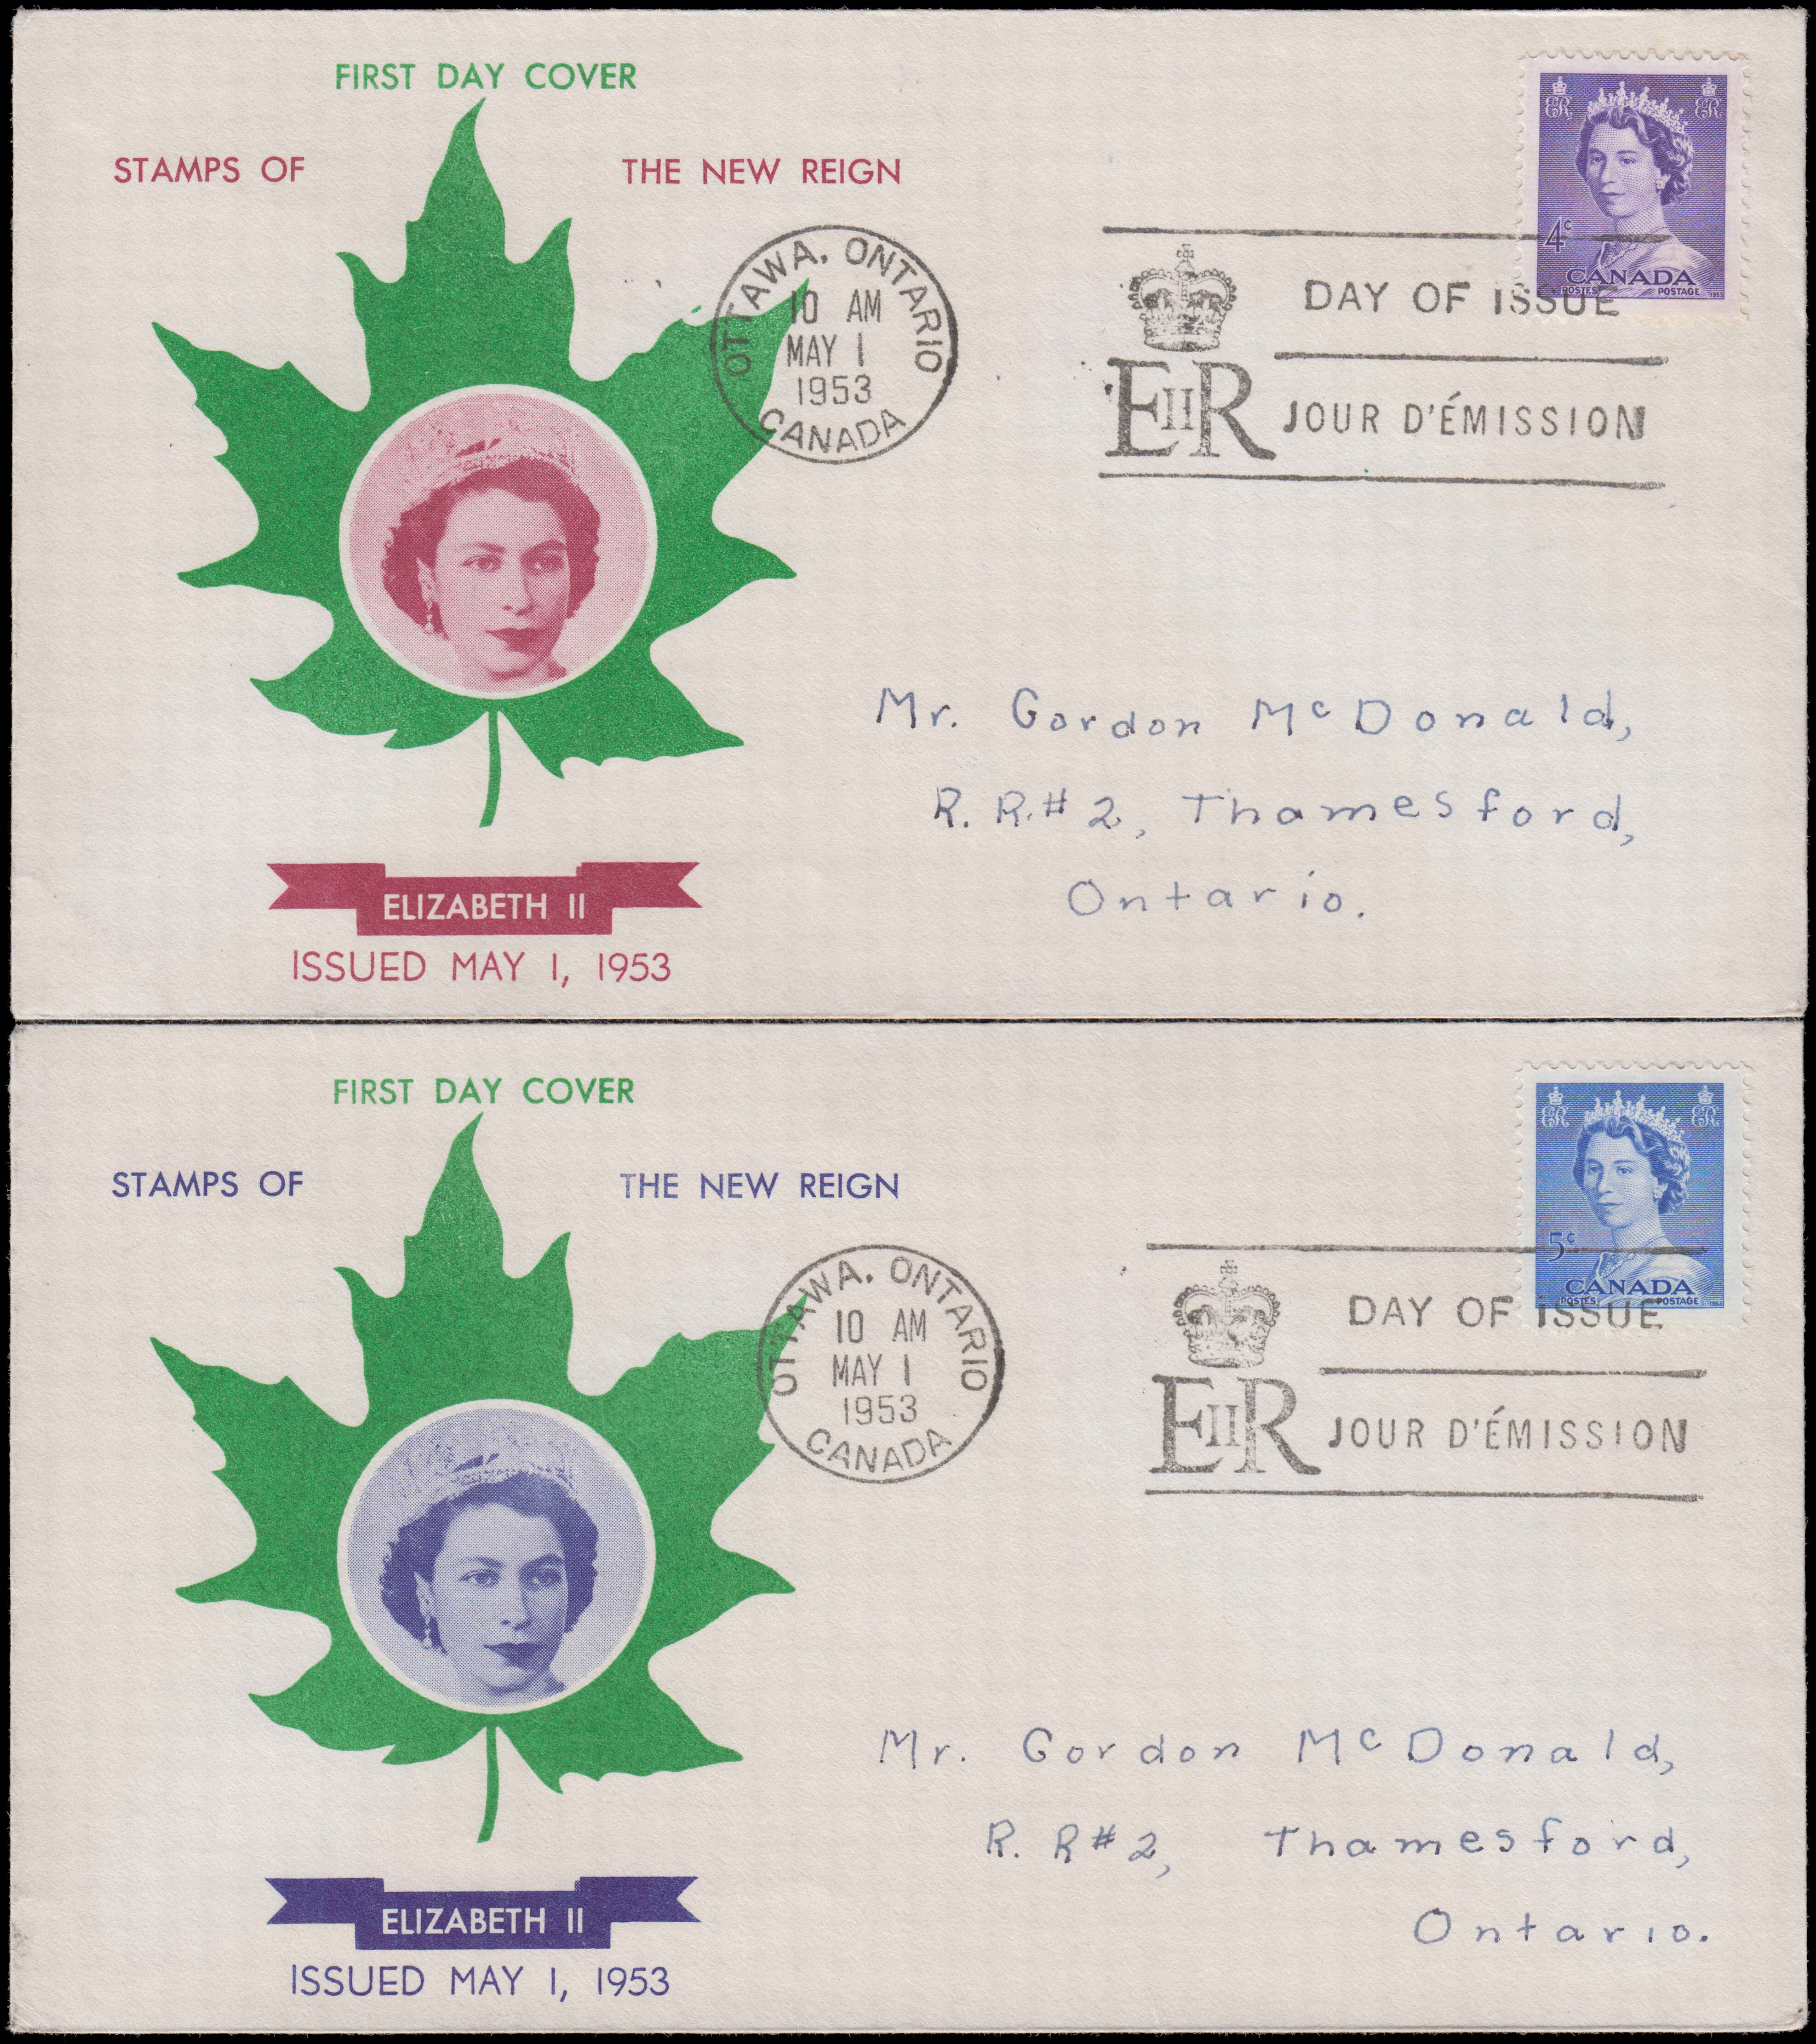 FIRST DAY COVER
STAMPS OF THE NEW REIGN
ER ER
4¢
CANADA
POSTES POSTAGE 1953
OTTAWA, ONTARIO
10 AM
MAY 1
1953
CANADA
DAY OF ISSUE
EIIR JOUR D'ÉMISSION
Mr. Gordon McDonald,
R. R.#2, Thamesford,
Ontario.
ELIZABETH II
ISSUED MAY 1, 1953
FIRST DAY COVER
STAMPS OF THE NEW REIGN
ER ER
5¢
CANADA
POSTES POSTAGE 1953
OTTAWA, ONTARIO
10 AM
MAY 1
1953
CANADA
DAY OF ISSUE
EIIR JOUR D'ÉMISSION
Mr. Gordon McDonald,
R. R#2, Thamesford,
Ontario.
ELIZABETH II
ISSUED MAY 1, 1953